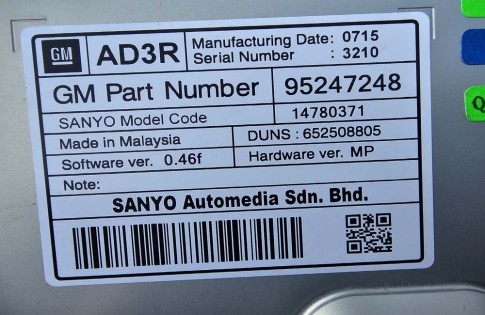 GM AD3R Manufacturing Date: 0715
Serial Number : 3210
GM Part Number 95247248
SANYO Model Code 14780371
Made in Malaysia DUNS : 652508805
Software ver. 0.46f Hardware ver. MP
Note:
SANYO Automedia Sdn. Bhd.
Q